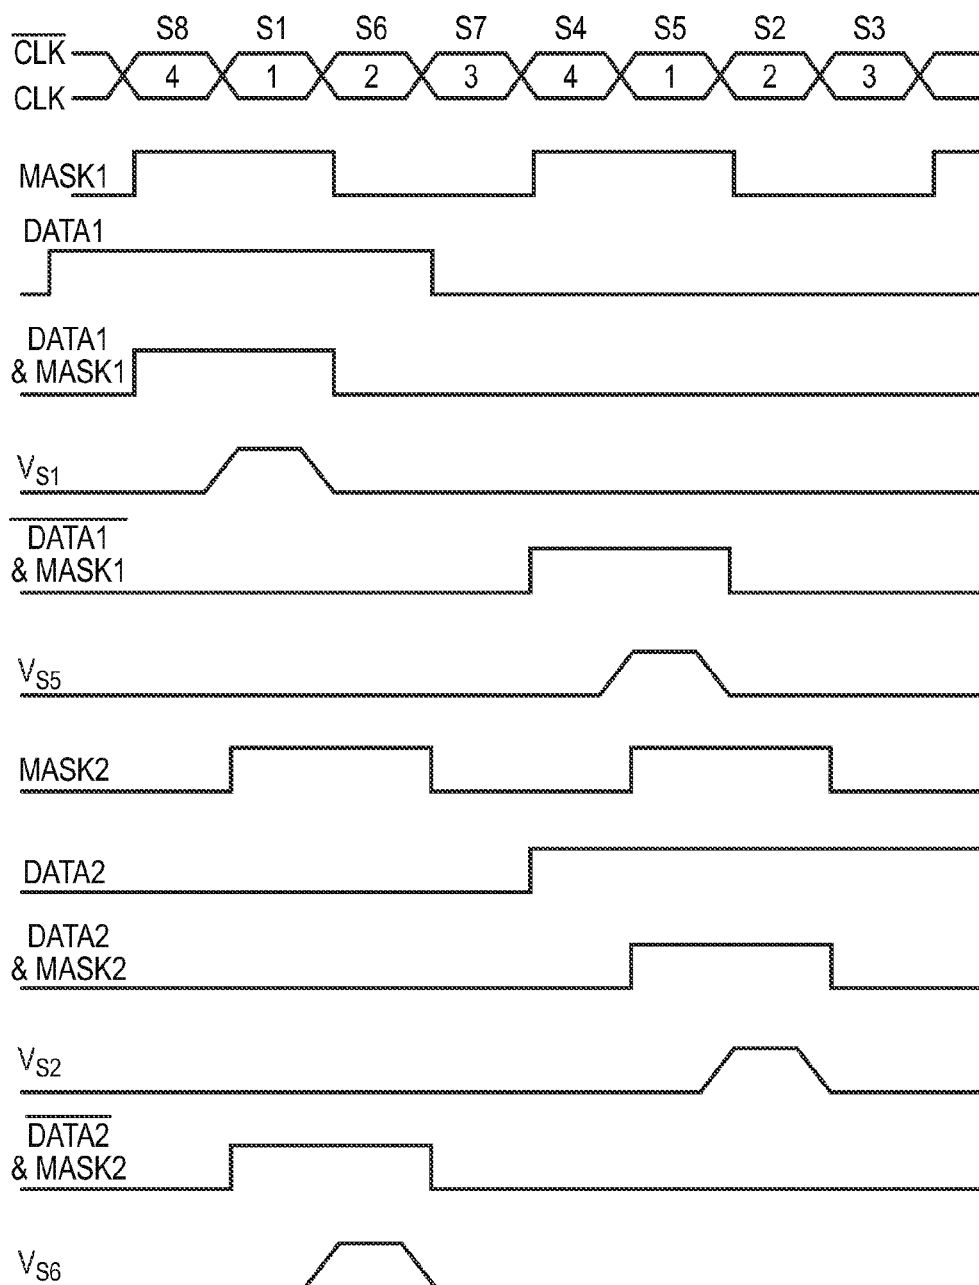 S8 S1 S6 S7 S4 S5 S2 S3
CLK
4 1 2 3 4 1 2 3
CLK
MASK1
DATA1
DATA1
& MASK1
VS1
DATA1
& MASK1
VS5
MASK2
DATA2
DATA2
& MASK2
VS2
DATA2
& MASK2
VS6